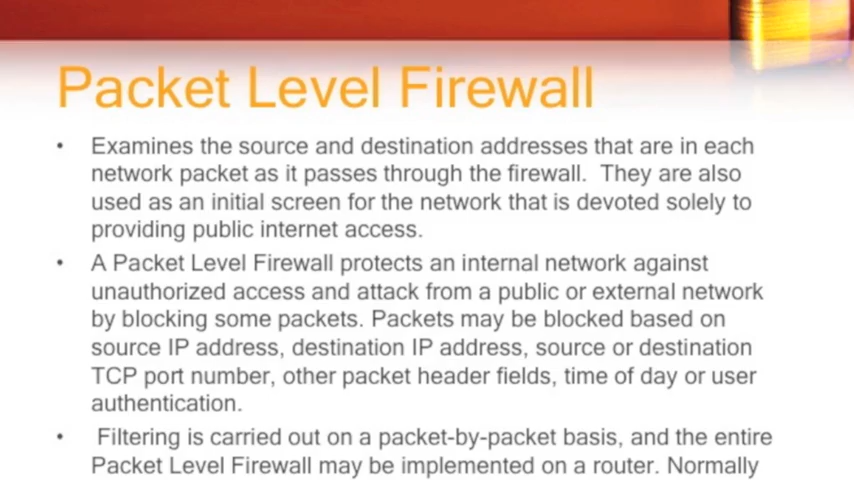 Packet Level Firewall
• Examines the source and destination addresses that are in each
network packet as it passes through the firewall.  They are also
used as an initial screen for the network that is devoted solely to
providing public internet access.
• A Packet Level Firewall protects an internal network against
unauthorized access and attack from a public or external network
by blocking some packets. Packets may be blocked based on
source IP address, destination IP address, source or destination
TCP port number, other packet header fields, time of day or user
authentication.
• Filtering is carried out on a packet-by-packet basis, and the entire
Packet Level Firewall may be implemented on a router. Normally